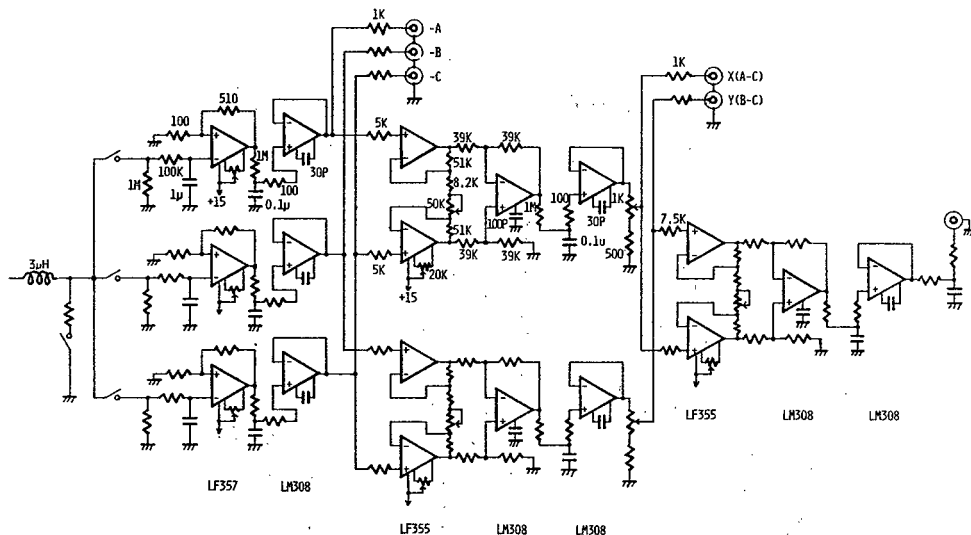 1K
-A
-B
-C
1K
X(A-C)
Y(B-C)
510
100
5K
39K
39K
1M
51K
30P
8.2K
100
1K
100K
100
50K
1M
1M
30P
1μ
0.1μ
100P
7.5K
+15
51K
0.1μ
500
5K
39K
39K
3μH
20K
+15
LF355
LM308
LM308
LF357
LM308
LF355
LM308
LM308